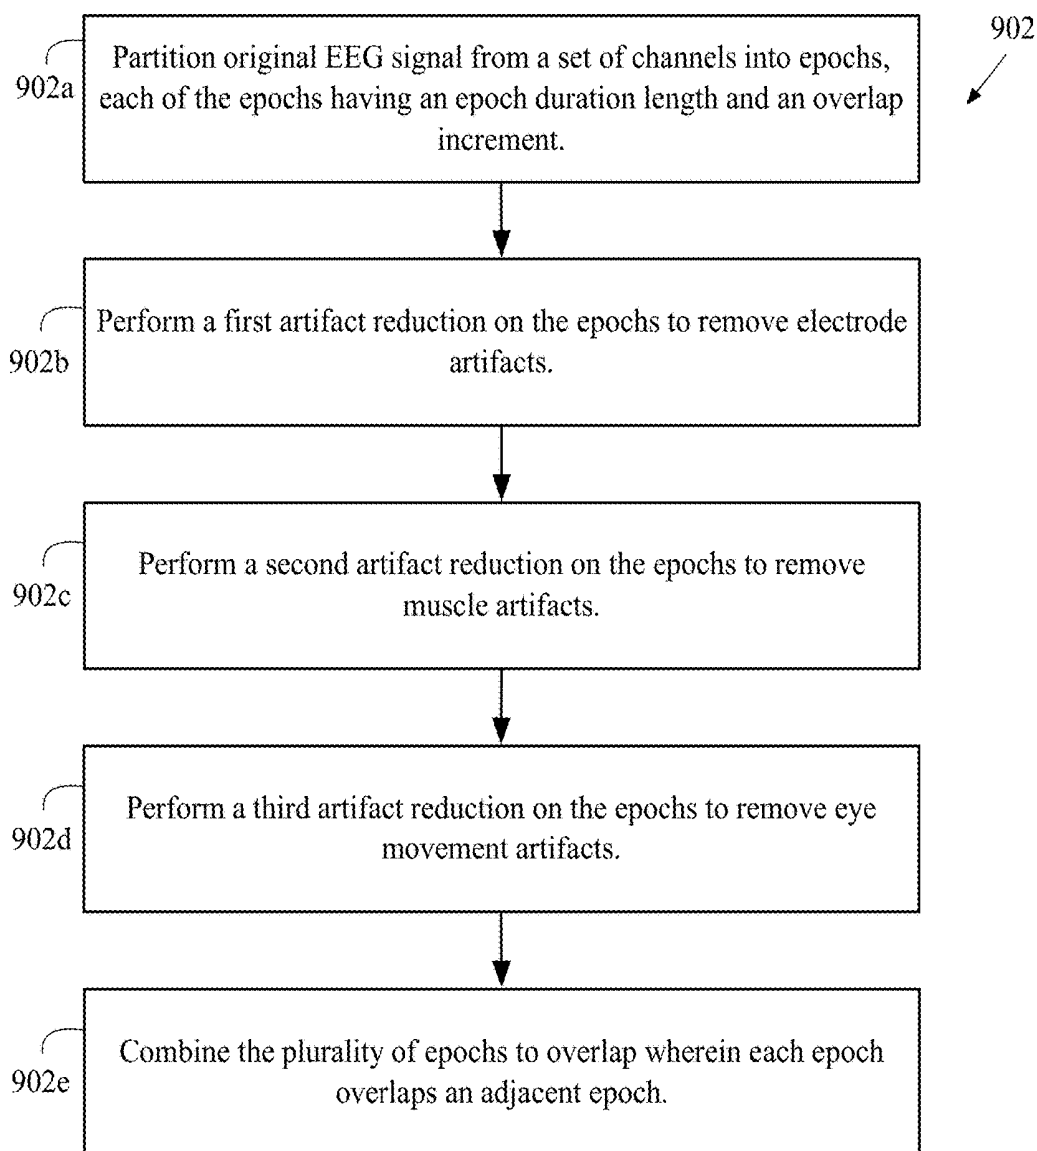 902
902a
Partition original EEG signal from a set of channels into epochs,
each of the epochs having an epoch duration length and an overlap
increment.
902b
Perform a first artifact reduction on the epochs to remove electrode
artifacts.
902c
Perform a second artifact reduction on the epochs to remove
muscle artifacts.
902d
Perform a third artifact reduction on the epochs to remove eye
movement artifacts.
902e
Combine the plurality of epochs to overlap wherein each epoch
overlaps an adjacent epoch.